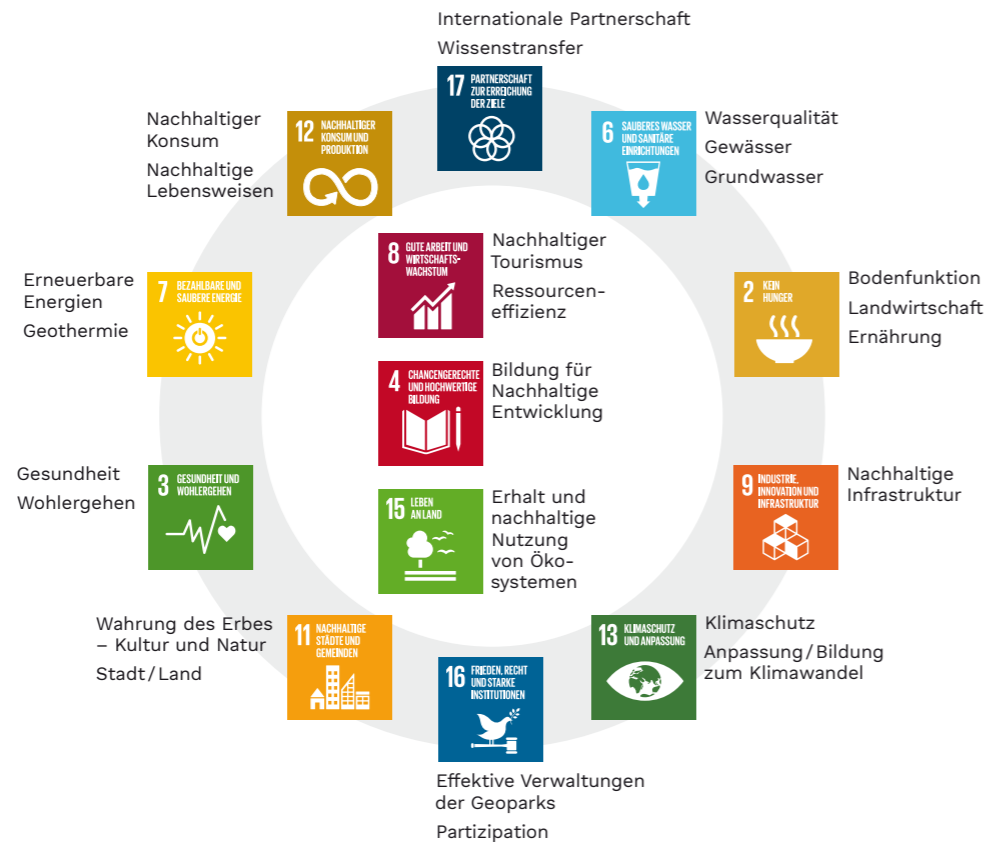 Internationale Partnerschaft
Wissenstransfer
17 PARTNERSCHAFT
ZUR ERREICHUNG
DER ZIELE
Nachhaltiger
Konsum
Nachhaltige
Lebensweisen
12 NACHHALTIGER
KONSUM UND
PRODUKTION
6 SAUBERES WASSER
UND SANITÄRE
EINRICHTUNGEN
Wasserqualität
Gewässer
Grundwasser
8 GUTE ARBEIT UND
WIRTSCHAFTS-
WACHSTUM
Nachhaltiger
Tourismus
Ressourcen-
effizienz
Erneuerbare
Energien
Geothermie
7 BEZAHLBARE UND
SAUBERE ENERGIE
2 KEIN
HUNGER
Bodenfunktion
Landwirtschaft
Ernährung
4 CHANCENGERECHTE
UND HOCHWERTIGE
BILDUNG
Bildung für
Nachhaltige
Entwicklung
Gesundheit
Wohlergehen
3 GESUNDHEIT UND
WOHLERGEHEN
15 LEBEN
AN LAND
Erhalt und
nachhaltige
Nutzung
von Öko-
systemen
9 INDUSTRIE,
INNOVATION UND
INFRASTRUKTUR
Nachhaltige
Infrastruktur
Wahrung des Erbes
– Kultur und Natur
Stadt/Land
11 NACHHALTIGE
STÄDTE UND
GEMEINDEN
13 KLIMASCHUTZ
UND ANPASSUNG
Klimaschutz
Anpassung/Bildung
zum Klimawandel
16 FRIEDEN, RECHT
UND STARKE
INSTITUTIONEN
Effektive Verwaltungen
der Geoparks
Partizipation